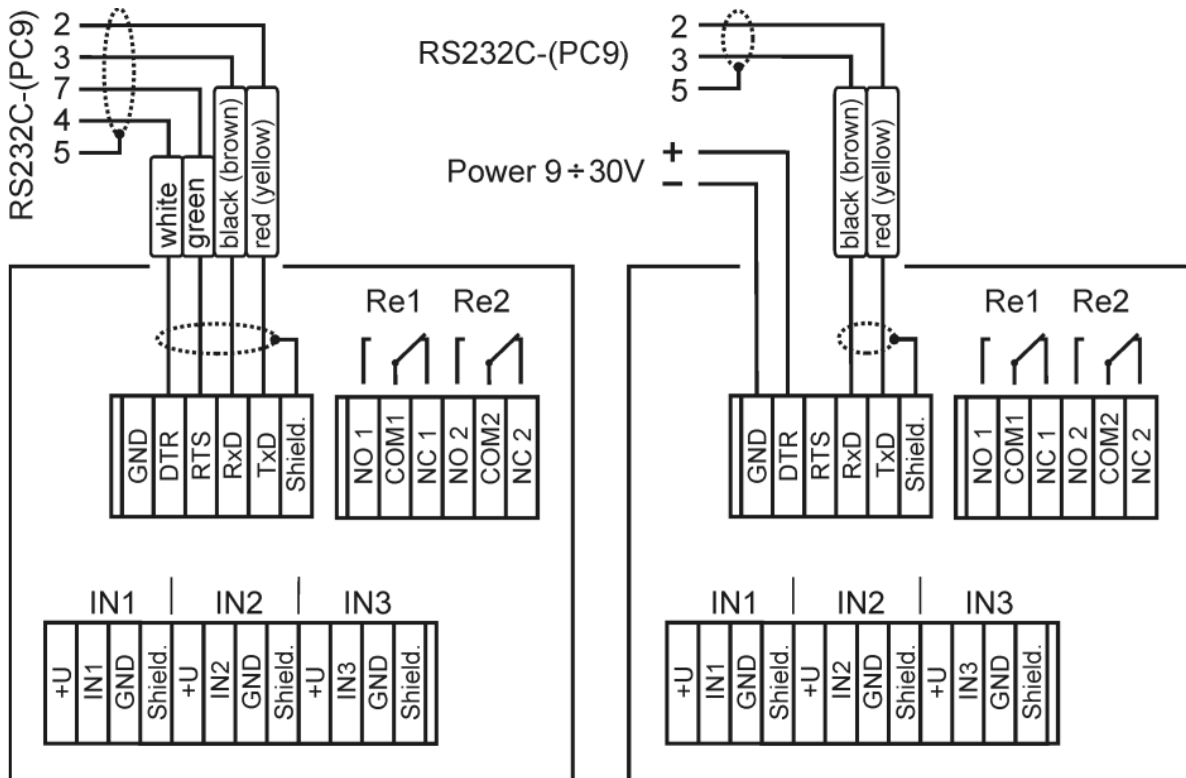 RS232C-(PC9)
2
3
7
4
5
white
green
black (brown)
red (yellow)
Re1 Re2
GND DTR RTS RxD TxD Shield.
NO 1 COM1 NC 1 NO 2 COM2 NC 2
IN1 IN2 IN3
+U IN1 GND Shield. +U IN2 GND Shield. +U IN3 GND Shield.
RS232C-(PC9)
2
3
5
Power 9÷30V + −
black (brown)
red (yellow)
Re1 Re2
GND DTR RTS RxD TxD Shield.
NO 1 COM1 NC 1 NO 2 COM2 NC 2
IN1 IN2 IN3
+U IN1 GND Shield. +U IN2 GND Shield. +U IN3 GND Shield.